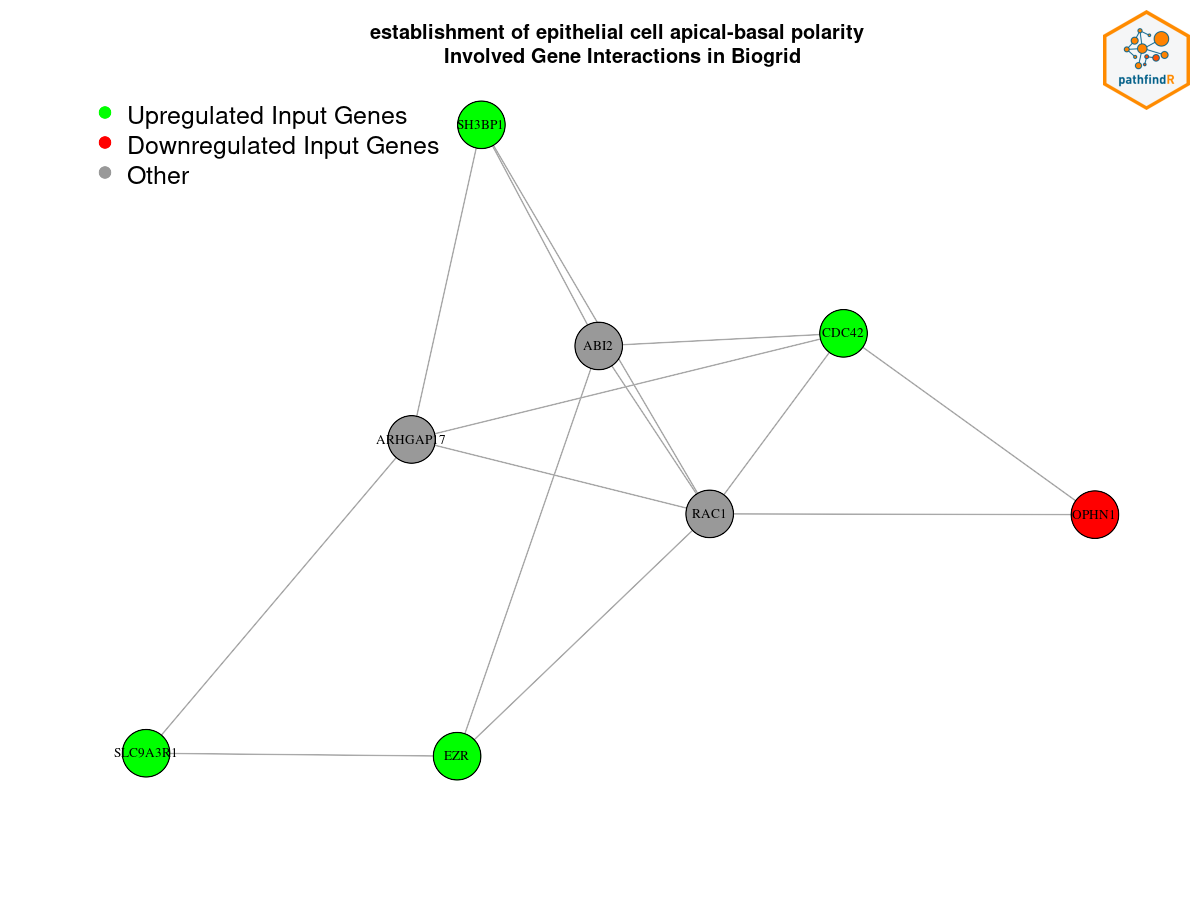 establishment of epithelial cell apical-basal polarity
Involved Gene Interactions in Biogrid
pathfindR
Upregulated Input Genes
Downregulated Input Genes
Other
SH3BP1
CDC42
ABI2
ARHGAP17
RAC1
OPHN1
SLC9A3R1
EZR